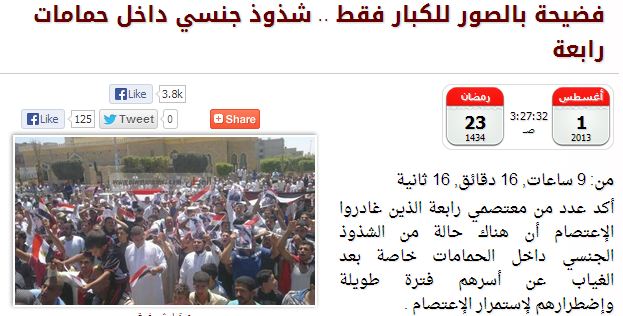 فضيحة بالصور للكبار فقط .. شذوذ جنسي داخل حمامات
رابعة
Like 3.8k
Like 125 Tweet 0 Share
أغسطس
1
2013
3:27:32
صـ
رمضان
23
1434
من: 9 ساعات, 16 دقائق, 16 ثانية
أكد عدد من معتصمي رابعة الذين غادروا
الإعتصام أن هناك حالة من الشذوذ
الجنسي داخل الحمامات خاصة بعد
الغياب عن أسرهم فترة طويلة
وإضطرارهم لإستمرار الإعتصام .